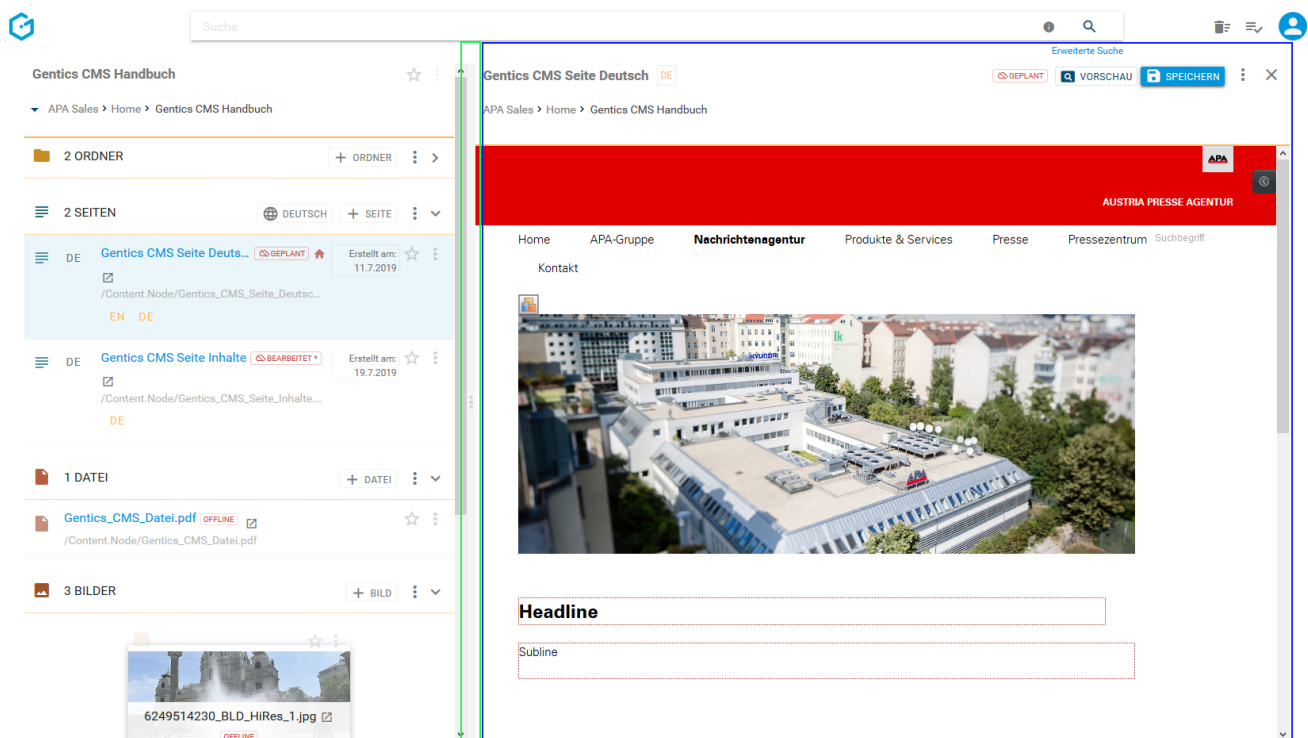 Suche
Erweiterte Suche
Gentics CMS Handbuch
APA Sales > Home > Gentics CMS Handbuch
2 ORDNER
+ ORDNER
2 SEITEN
DEUTSCH
+ SEITE
DE
Gentics CMS Seite Deuts...
GEPLANT
Erstellt am:
11.7.2019
/Content.Node/Gentics_CMS_Seite_Deutsc...
EN DE
DE
Gentics CMS Seite Inhalte
BEARBEITET *
Erstellt am:
19.7.2019
/Content.Node/Gentics_CMS_Seite_Inhalte....
DE
1 DATEI
+ DATEI
Gentics_CMS_Datei.pdf
OFFLINE
/Content.Node/Gentics_CMS_Datei.pdf
3 BILDER
+ BILD
6249514230_BLD_HiRes_1.jpg
OFFLINE
Gentics CMS Seite Deutsch
DE
GEPLANT
VORSCHAU
SPEICHERN
APA Sales > Home > Gentics CMS Handbuch
APA
AUSTRIA PRESSE AGENTUR
Home APA-Gruppe Nachrichtenagentur Produkte & Services Presse Pressezentrum Suchbegriff
Kontakt
HYUNDAI
APA
Headline
Subline